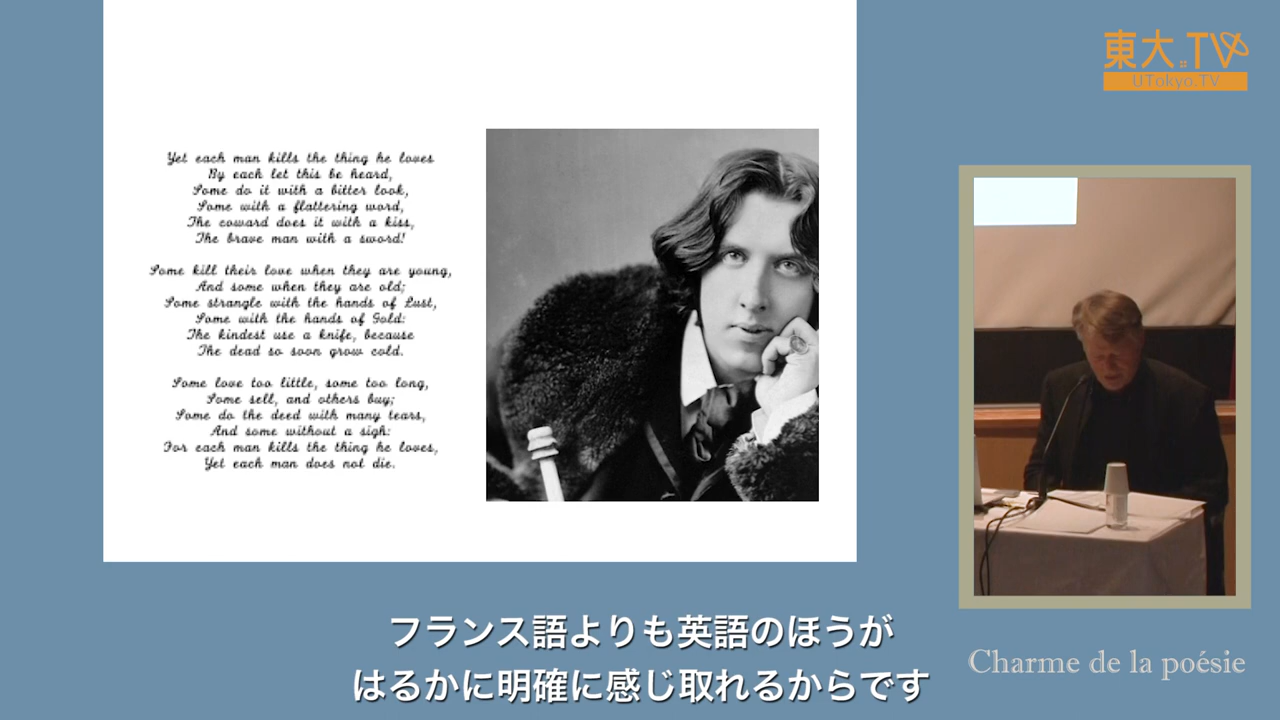 東大.TV
UTokyo.TV
Yet each man kills the thing he loves
By each let this be heard,
Some do it with a bitter look,
Some with a flattering word,
The coward does it with a kiss,
The brave man with a sword!
Some kill their love when they are young,
And some when they are old;
Some strangle with the hands of Lust,
Some with the hands of Gold:
The kindest use a knife, because
The dead so soon grow cold.
Some love too little, some too long,
Some sell, and others buy;
Some do the deed with many tears,
And some without a sigh:
For each man kills the thing he loves,
Yet each man does not die.
フランス語よりも英語のほうが
はるかに明確に感じ取れるからです
Charme de la poésie